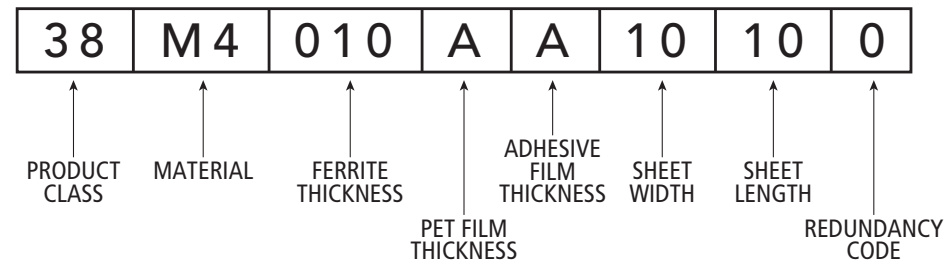 38 M4 010 A A 10 10 0
PRODUCT
CLASS
MATERIAL
FERRITE
THICKNESS
PET FILM
THICKNESS
ADHESIVE
FILM
THICKNESS
SHEET
WIDTH
SHEET
LENGTH
REDUNDANCY
CODE